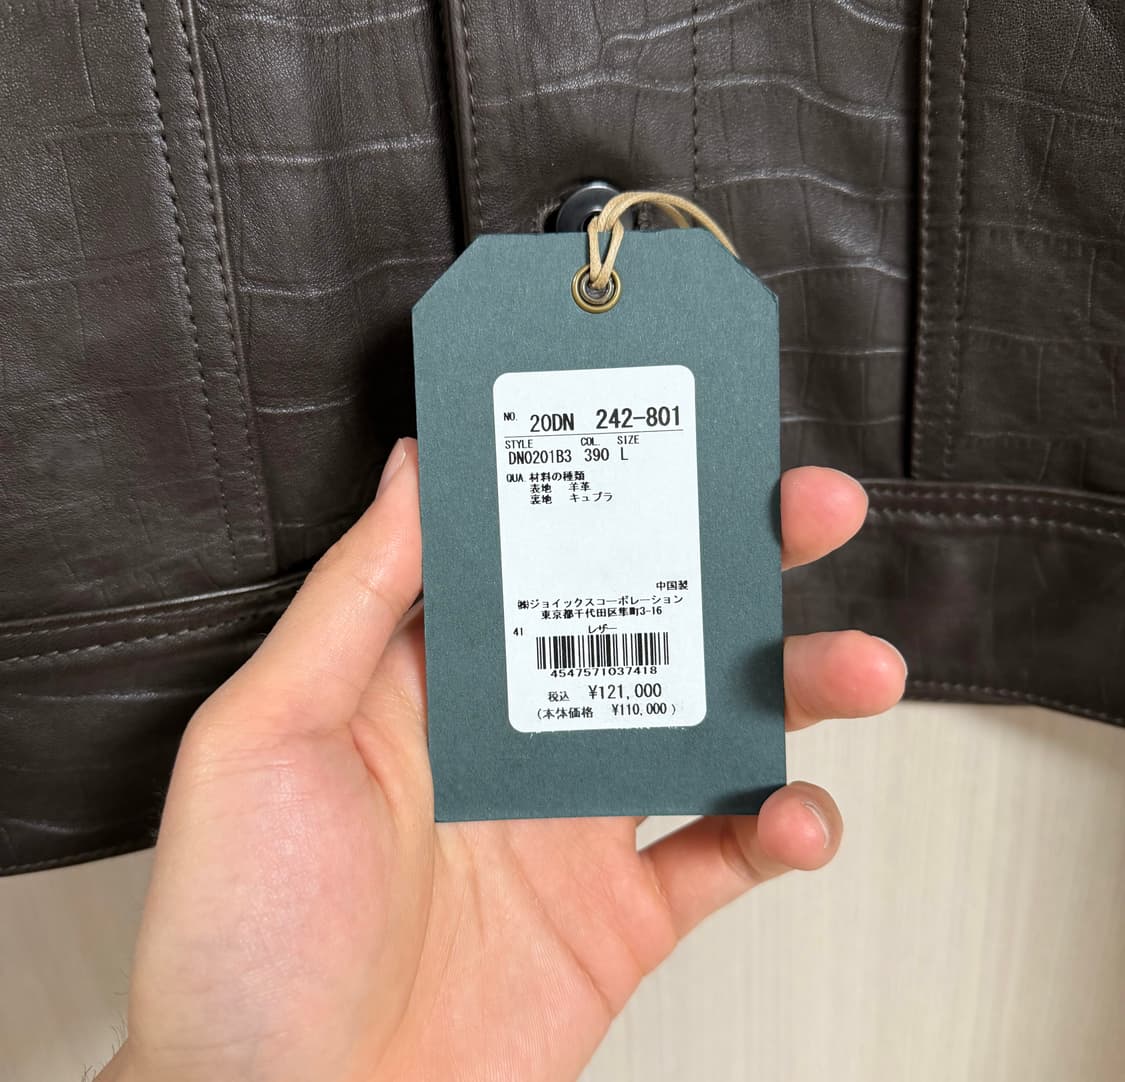 NO. 20DN 242-801
STYLE COL. SIZE
DN0201B3 390 L
QUA. 材料の種類
表地 羊革
裏地 キュプラ
中国製
㈱ジョイックスコーポレーション
東京都千代田区隼町3-16
41 レザー
4547571037418
税込 ¥121,000
(本体価格 ¥110,000 )